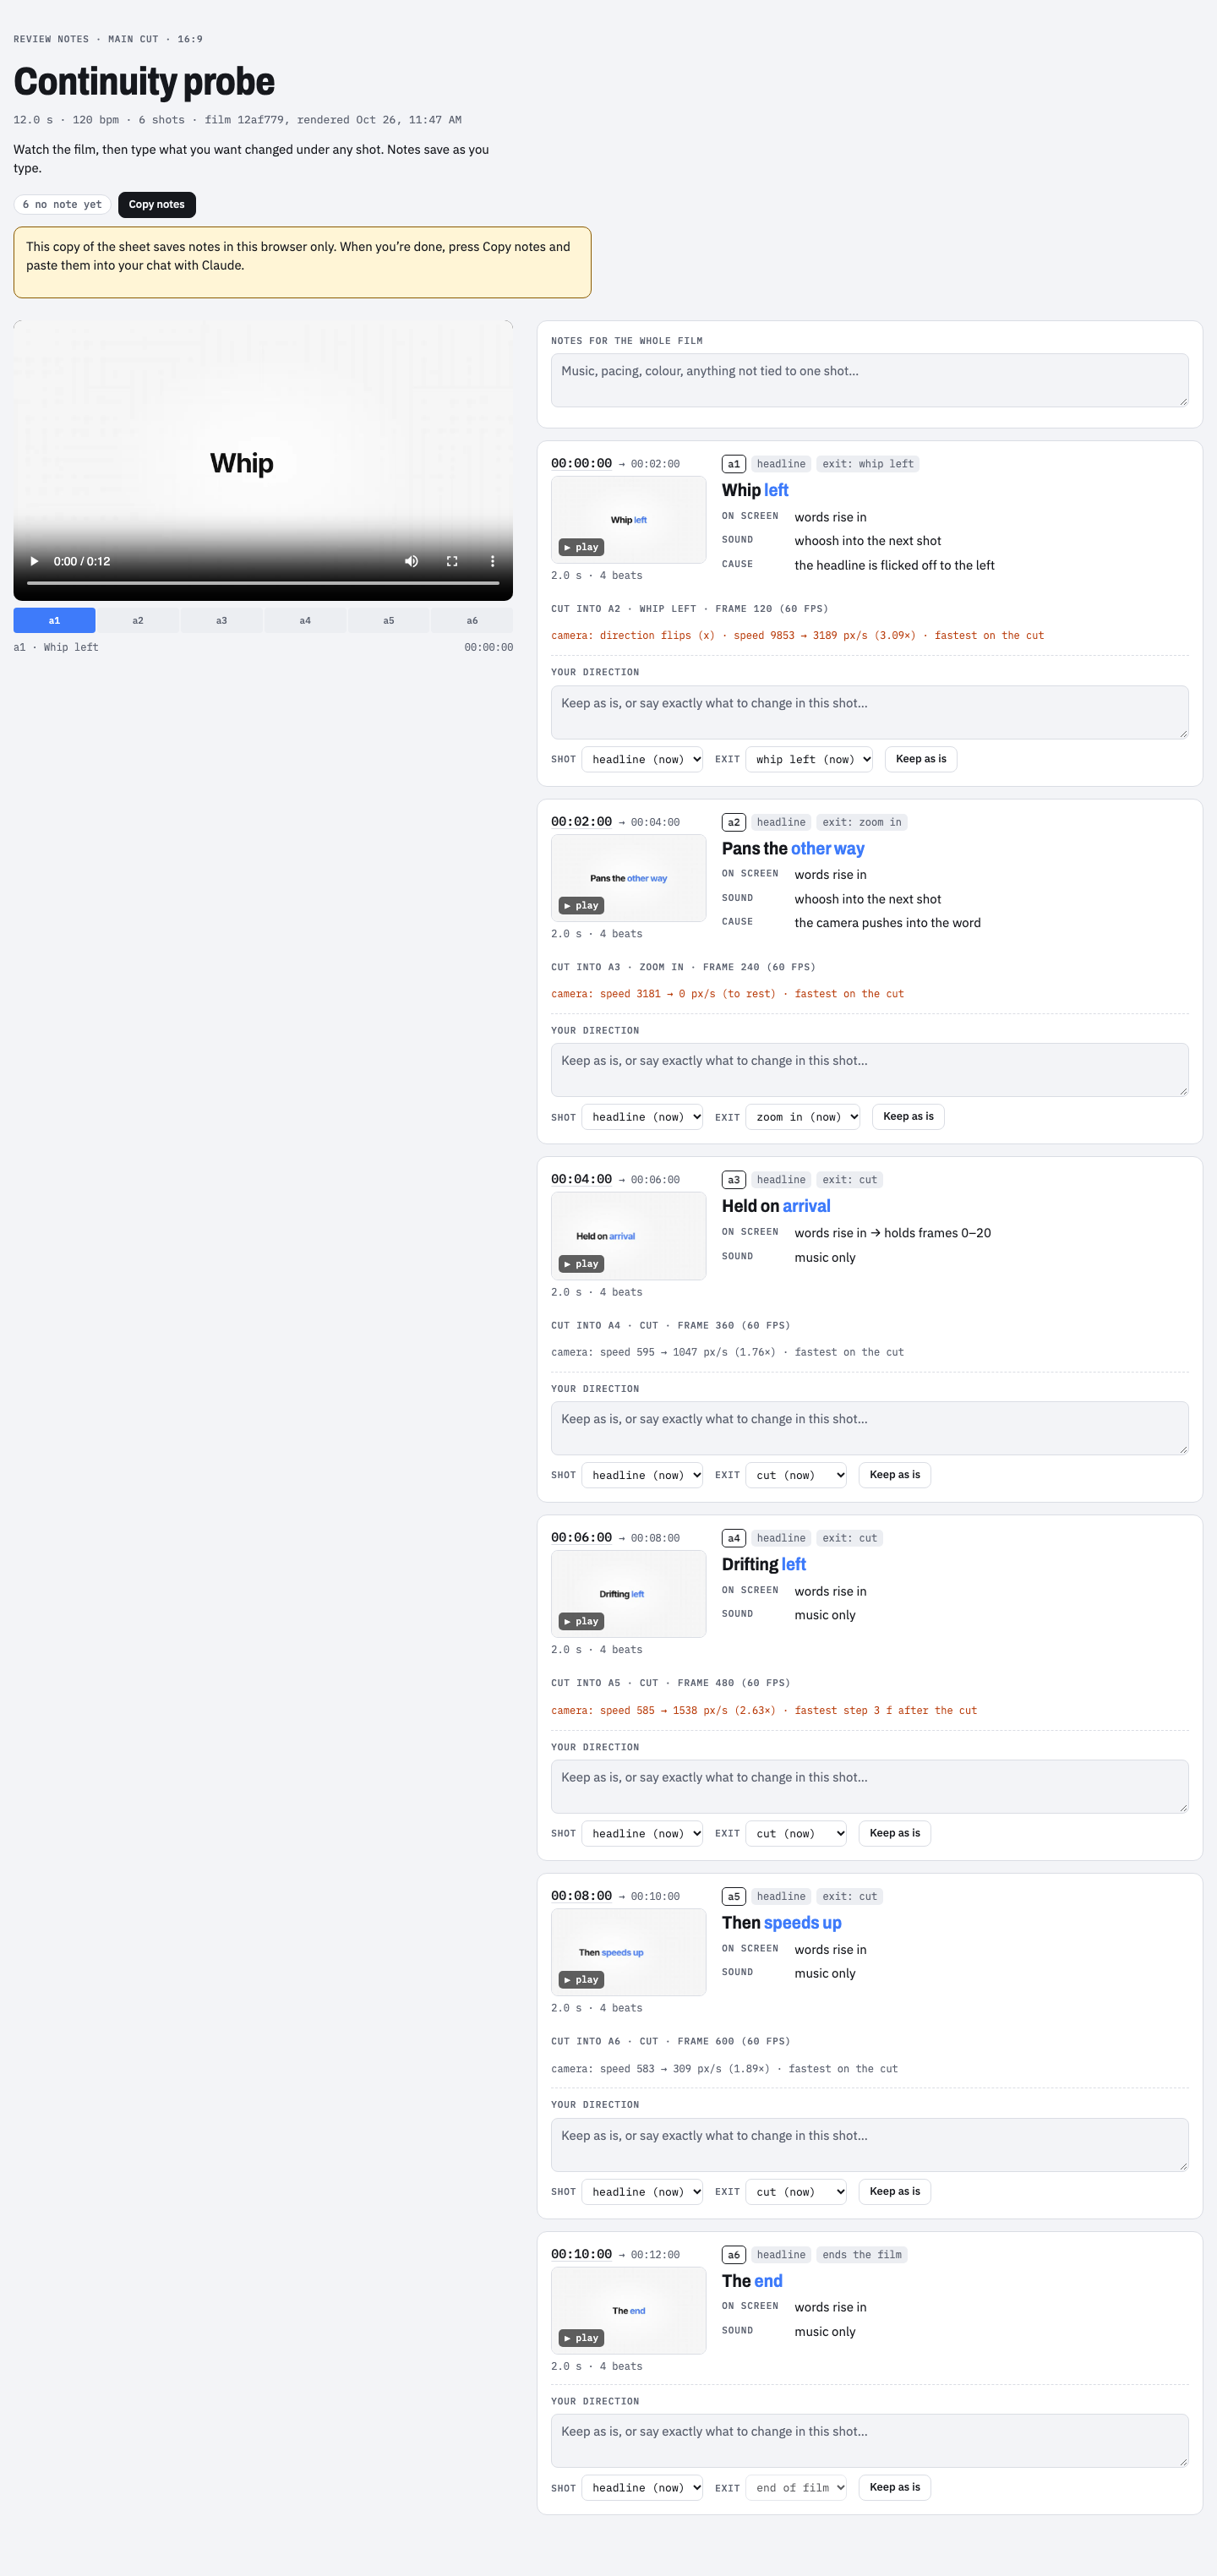 REVIEW NOTES · MAIN CUT · 16:9
Continuity probe
12.0 s · 120 bpm · 6 shots · film 12af779, rendered Oct 26, 11:47 AM
Watch the film, then type what you want changed under any shot. Notes save as you
type.
6 no note yet
Copy notes
This copy of the sheet saves notes in this browser only. When you’re done, press Copy notes and
paste them into your chat with Claude.
Whip
0:00 / 0:12
a1 a2 a3 a4 a5 a6
a1 · Whip left 00:00:00
NOTES FOR THE WHOLE FILM
Music, pacing, colour, anything not tied to one shot…
00:00:00 → 00:02:00
Whip left
▶ play
2.0 s · 4 beats
a1 headline exit: whip left
Whip left
ON SCREEN words rise in
SOUND whoosh into the next shot
CAUSE the headline is flicked off to the left
CUT INTO A2 · WHIP LEFT · FRAME 120 (60 FPS)
camera: direction flips (x) · speed 9853 → 3189 px/s (3.09×) · fastest on the cut
YOUR DIRECTION
Keep as is, or say exactly what to change in this shot…
SHOT headline (now) EXIT whip left (now) Keep as is
00:02:00 → 00:04:00
Pans the other way
▶ play
2.0 s · 4 beats
a2 headline exit: zoom in
Pans the other way
ON SCREEN words rise in
SOUND whoosh into the next shot
CAUSE the camera pushes into the word
CUT INTO A3 · ZOOM IN · FRAME 240 (60 FPS)
camera: speed 3181 → 0 px/s (to rest) · fastest on the cut
YOUR DIRECTION
Keep as is, or say exactly what to change in this shot…
SHOT headline (now) EXIT zoom in (now) Keep as is
00:04:00 → 00:06:00
Held on arrival
▶ play
2.0 s · 4 beats
a3 headline exit: cut
Held on arrival
ON SCREEN words rise in → holds frames 0–20
SOUND music only
CUT INTO A4 · CUT · FRAME 360 (60 FPS)
camera: speed 595 → 1047 px/s (1.76×) · fastest on the cut
YOUR DIRECTION
Keep as is, or say exactly what to change in this shot…
SHOT headline (now) EXIT cut (now) Keep as is
00:06:00 → 00:08:00
Drifting left
▶ play
2.0 s · 4 beats
a4 headline exit: cut
Drifting left
ON SCREEN words rise in
SOUND music only
CUT INTO A5 · CUT · FRAME 480 (60 FPS)
camera: speed 585 → 1538 px/s (2.63×) · fastest step 3 f after the cut
YOUR DIRECTION
Keep as is, or say exactly what to change in this shot…
SHOT headline (now) EXIT cut (now) Keep as is
00:08:00 → 00:10:00
Then speeds up
▶ play
2.0 s · 4 beats
a5 headline exit: cut
Then speeds up
ON SCREEN words rise in
SOUND music only
CUT INTO A6 · CUT · FRAME 600 (60 FPS)
camera: speed 583 → 309 px/s (1.89×) · fastest on the cut
YOUR DIRECTION
Keep as is, or say exactly what to change in this shot…
SHOT headline (now) EXIT cut (now) Keep as is
00:10:00 → 00:12:00
The end
▶ play
2.0 s · 4 beats
a6 headline ends the film
The end
ON SCREEN words rise in
SOUND music only
YOUR DIRECTION
Keep as is, or say exactly what to change in this shot…
SHOT headline (now) EXIT end of film Keep as is